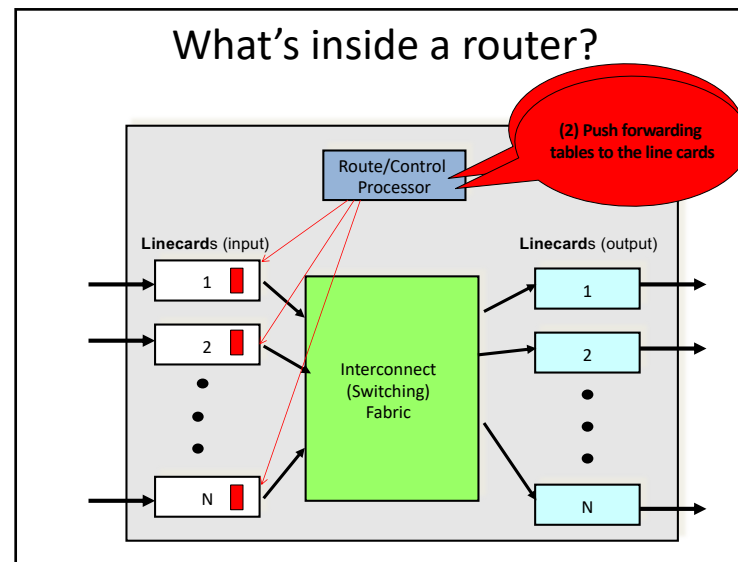 What’s inside a router?
(2) Push forwarding
tables to the line cards
Route/Control
Processor
Linecards (input)
Linecards (output)
1
1
2
2
Interconnect
(Switching)
Fabric
N
N